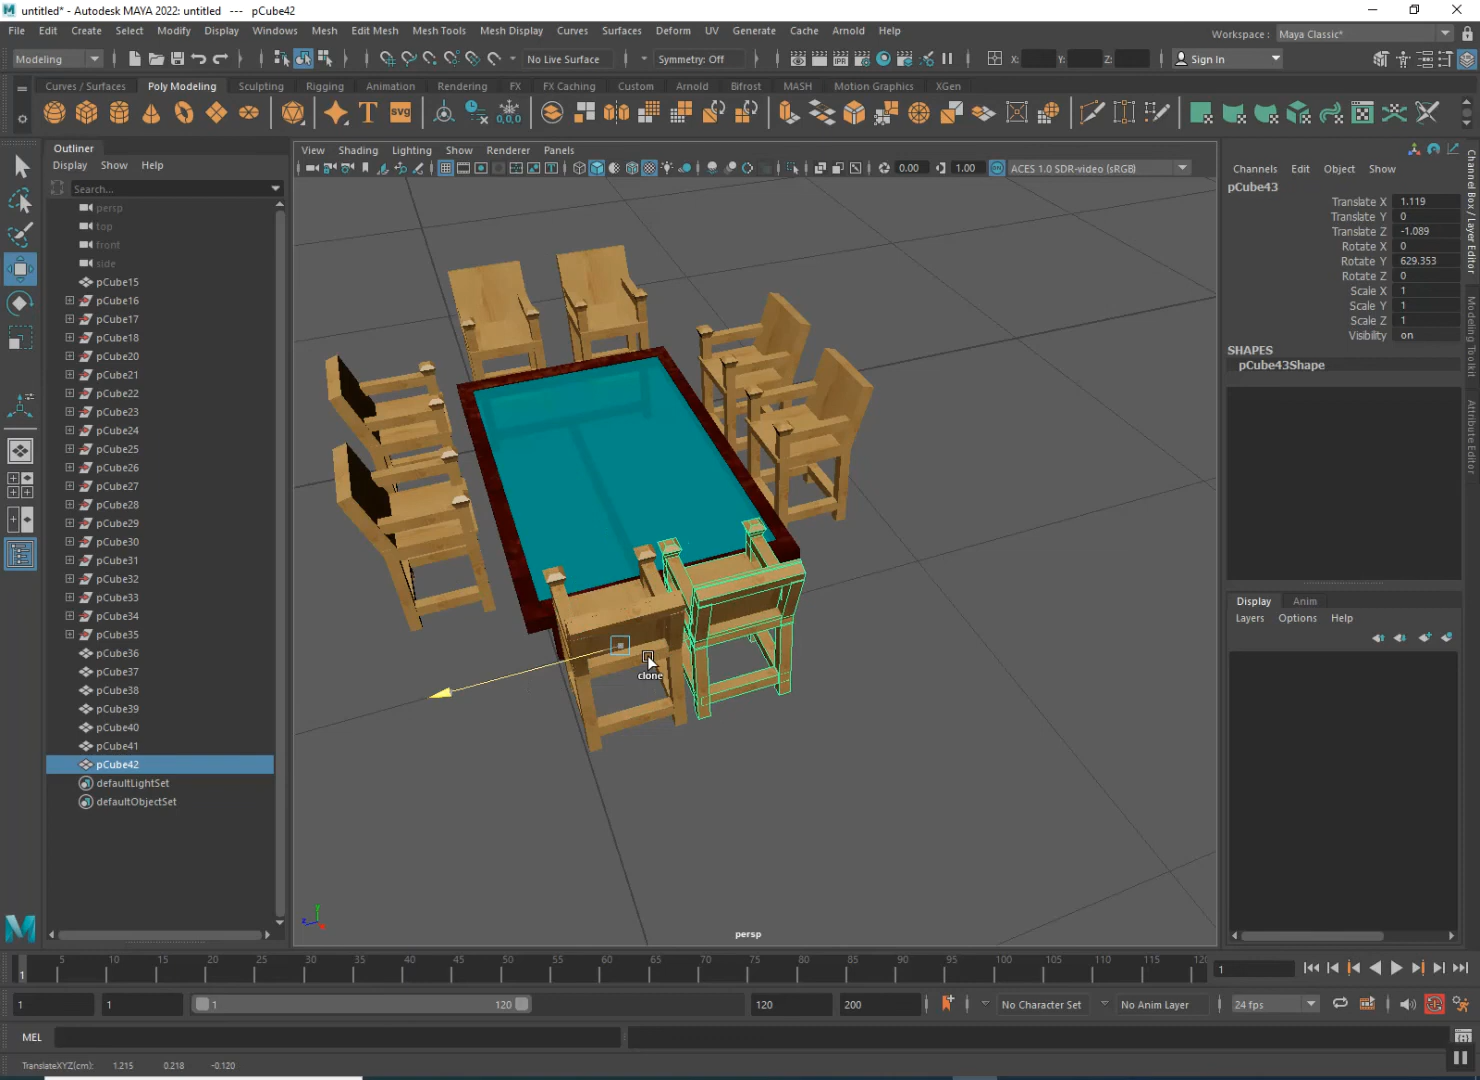 untitled* - Autodesk MAYA 2022: untitled --- pCube42
File Edit Create Select Modify Display Windows Mesh Edit Mesh Mesh Tools Mesh Display Curves Surfaces Deform UV Generate Cache Arnold Help
Workspace : Maya Classic*
Modeling No Live Surface Symmetry: Off IPR X: Y: Z: Sign In
Curves / Surfaces Poly Modeling Sculpting Rigging Animation Rendering FX FX Caching Custom Arnold Bifrost MASH Motion Graphics XGen
T SVG 0,0,0
Outliner
Display Show Help
Search...
persp
top
front
side
pCube15
pCube16
pCube17
pCube18
pCube20
pCube21
pCube22
pCube23
pCube24
pCube25
pCube26
pCube27
pCube28
pCube29
pCube30
pCube31
pCube32
pCube33
pCube34
pCube35
pCube36
pCube37
pCube38
pCube39
pCube40
pCube41
pCube42
defaultLightSet
defaultObjectSet
View Shading Lighting Show Renderer Panels
0.00 1.00 ACES 1.0 SDR-video (sRGB)
clone
persp
Channels Edit Object Show
pCube43
Translate X 1.119
Translate Y 0
Translate Z -1.089
Rotate X 0
Rotate Y 629.353
Rotate Z 0
Scale X 1
Scale Y 1
Scale Z 1
Visibility on
SHAPES
pCube43Shape
Channel Box / Layer Editor
Modeling Toolkit
Attribute Editor
Display Anim
Layers Options Help
5 10 15 20 25 30 35 40 45 50 55 60 65 70 75 80 85 90 95 100 105 110 115 12
1 1
1 1 1 120 120 200 No Character Set No Anim Layer 24 fps
MEL
TranslateXYZ(cm): 1.215 0.218 -0.120